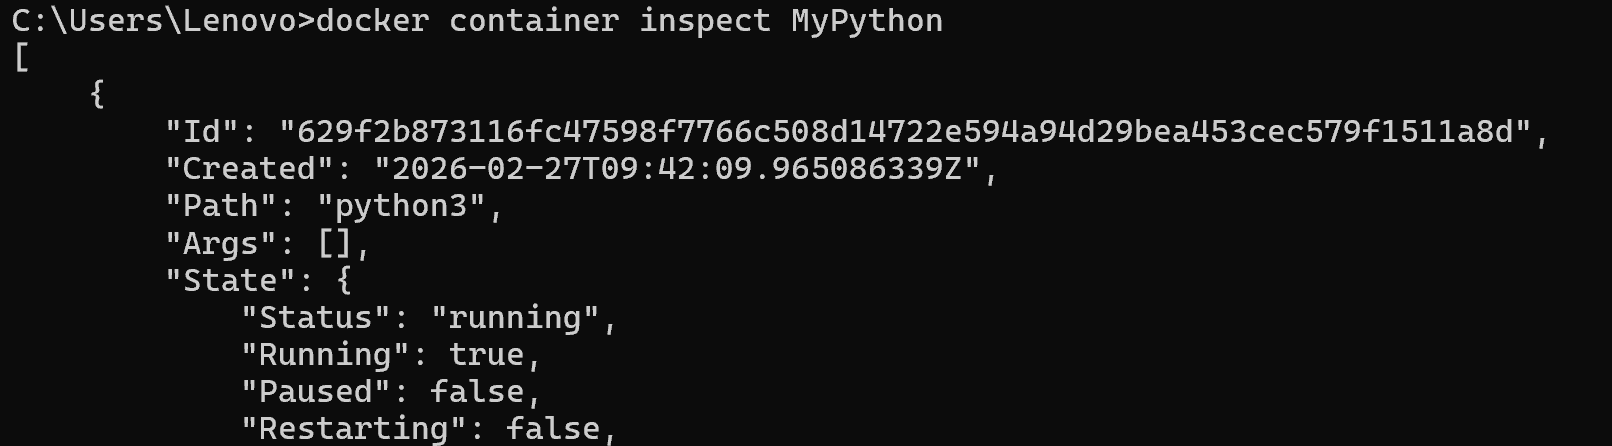 C:\Users\Lenovo>docker container inspect MyPython
[
    {
        "Id": "629f2b873116fc47598f7766c508d14722e594a94d29bea453cec579f1511a8d",
        "Created": "2026-02-27T09:42:09.965086339Z",
        "Path": "python3",
        "Args": [],
        "State": {
            "Status": "running",
            "Running": true,
            "Paused": false,
            "Restarting": false,